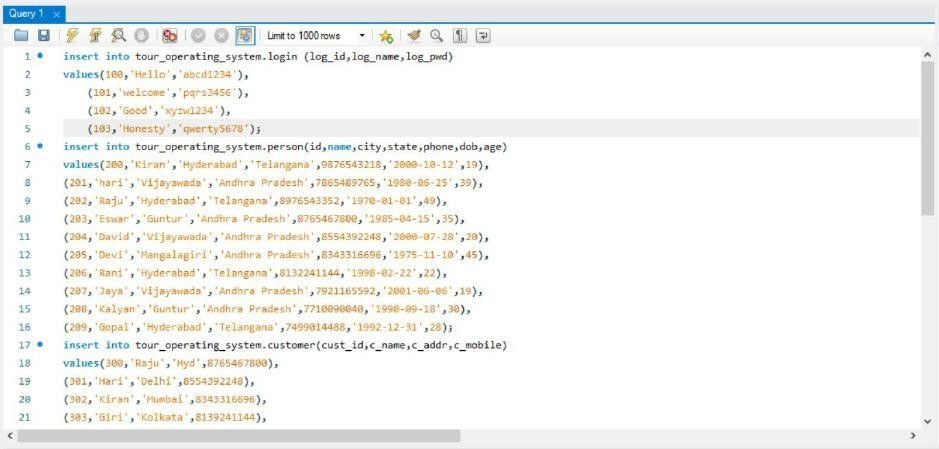 Query 1
Limit to 1000 rows
1 insert into tour_operating_system.login (log_id,log_name,log_pwd)
2 values(100,'Hello','abcd1234'),
3 (101,'welcome','pqrs3456'),
4 (102,'Good','xyzw1234'),
5 (103,'Honesty','qwerty5678');
6 insert into tour_operating_system.person(id,name,city,state,phone,dob,age)
7 values(200,'Kiran','Hyderabad','Telangana',9876543218,'2000-10-12',19),
8 (201,'hari','Vijayawada','Andhra Pradesh',7865489765,'1980-06-25',39),
9 (202,'Raju','Hyderabad','Telangana',8976543352,'1970-01-01',49),
10 (203,'Eswar','Guntur','Andhra Pradesh',8765467800,'1985-04-15',35),
11 (204,'David','Vijayawada','Andhra Pradesh',8554392248,'2000-07-28',20),
12 (205,'Devi','Mangalagiri','Andhra Pradesh',8343316696,'1975-11-10',45),
13 (206,'Rani','Hyderabad','Telangana',8132241144,'1998-02-22',22),
14 (207,'Jaya','Vijayawada','Andhra Pradesh',7921165592,'2001-06-06',19),
15 (208,'Kalyan','Guntur','Andhra Pradesh',7710090040,'1990-09-18',30),
16 (209,'Gopal','Hyderabad','Telangana',7499014488,'1992-12-31',28);
17 insert into tour_operating_system.customer(cust_id,c_name,c_addr,c_mobile)
18 values(300,'Raju','Hyd',8765467800),
19 (301,'Hari','Delhi',8554392248),
20 (302,'Kiran','Mumbai',8343316696),
21 (303,'Giri','Kolkata',8139241144),